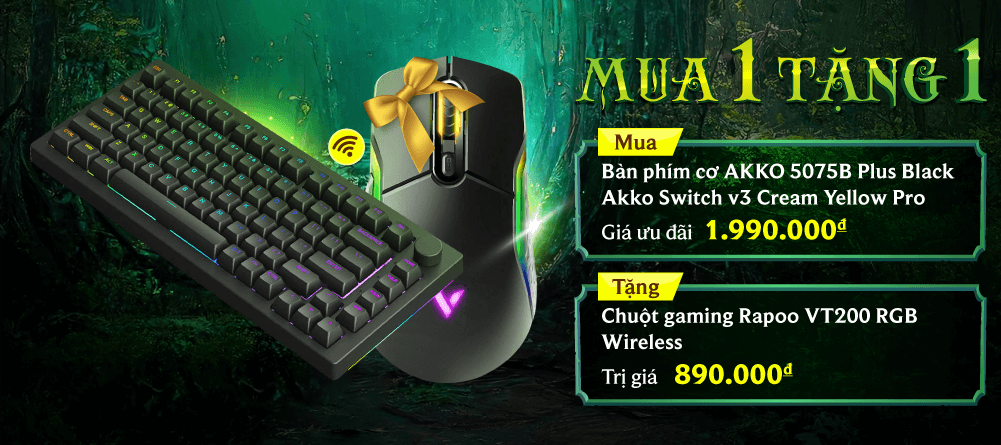 MUA 1 TẶNG 1
Mua
Bàn phím cơ AKKO 5075B Plus Black
Akko Switch v3 Cream Yellow Pro
Giá ưu đãi 1.990.000đ
Tặng
Chuột gaming Rapoo VT200 RGB
Wireless
Trị giá 890.000đ